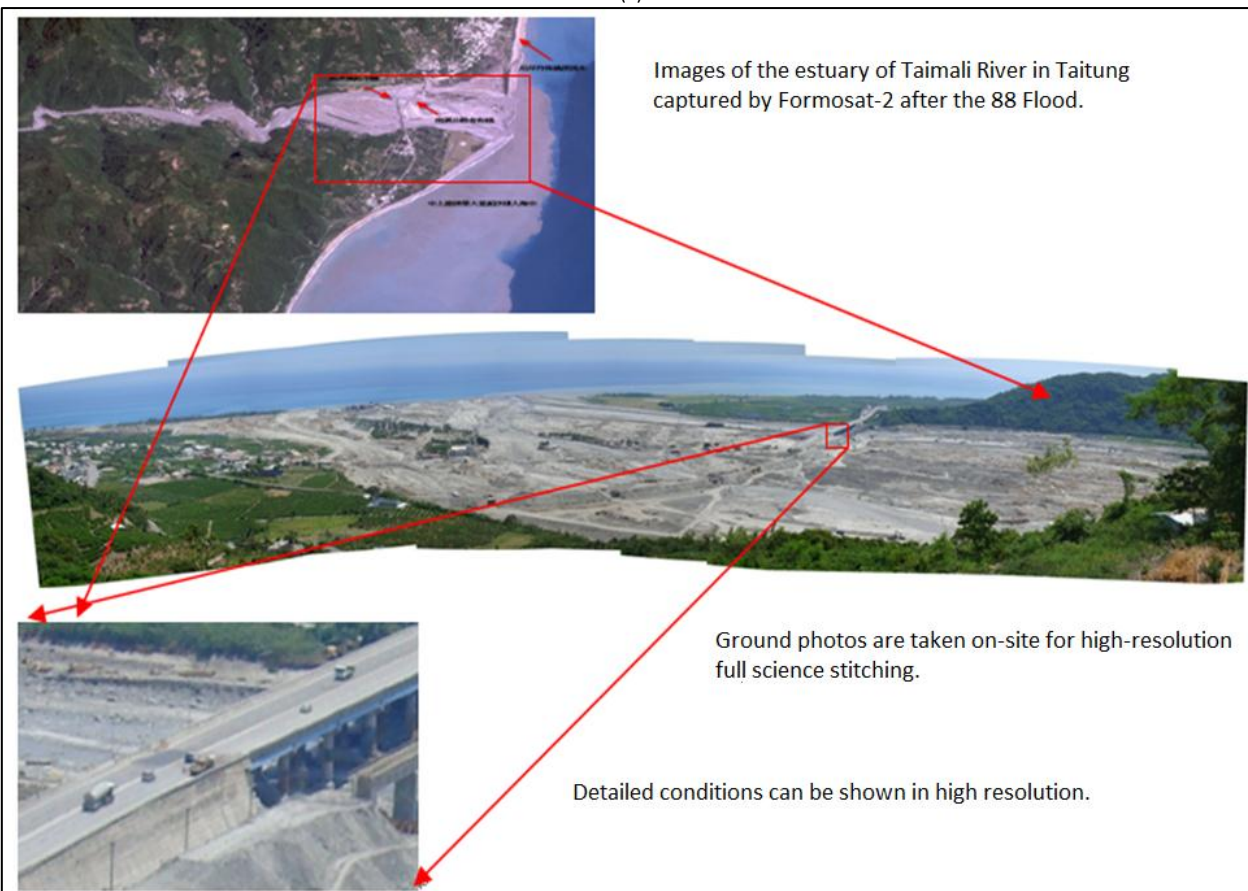 Images of the estuary of Taimali River in Taitung
captured by Formosat-2 after the 88 Flood.
Ground photos are taken on-site for high-resolution
full science stitching.
Detailed conditions can be shown in high resolution.